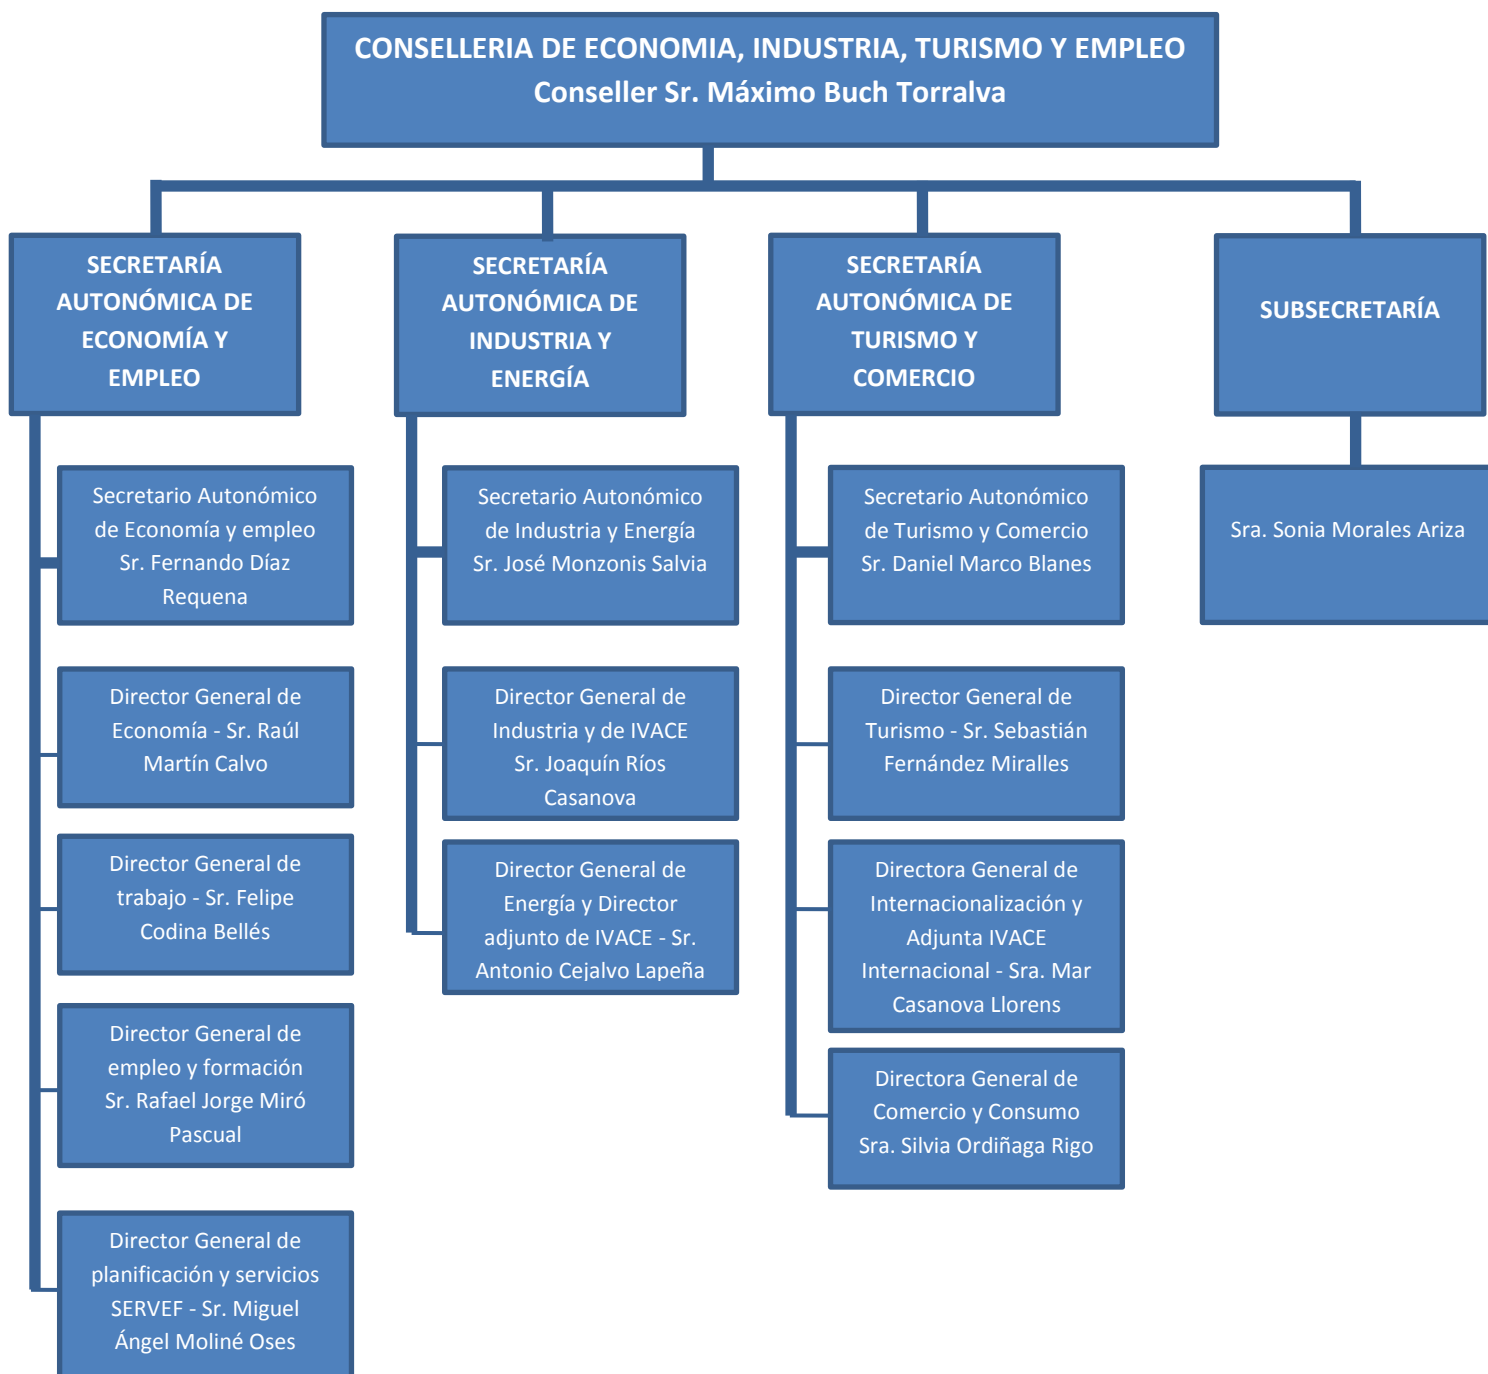 CONSELLERIA DE ECONOMIA, INDUSTRIA, TURISMO Y EMPLEO
Conseller Sr. Máximo Buch Torralva
SECRETARÍA
AUTONÓMICA DE
ECONOMÍA Y
EMPLEO
SECRETARÍA
AUTONÓMICA DE
INDUSTRIA Y
ENERGÍA
SECRETARÍA
AUTONÓMICA DE
TURISMO Y
COMERCIO
SUBSECRETARÍA
Secretario Autonómico
de Economía y empleo
Sr. Fernando Díaz
Requena
Secretario Autonómico
de Industria y Energía
Sr. José Monzonis Salvia
Secretario Autonómico
de Turismo y Comercio
Sr. Daniel Marco Blanes
Sra. Sonia Morales Ariza
Director General de
Economía - Sr. Raúl
Martín Calvo
Director General de
Industria y de IVACE
Sr. Joaquín Ríos
Casanova
Director General de
Turismo - Sr. Sebastián
Fernández Miralles
Director General de
trabajo - Sr. Felipe
Codina Bellés
Director General de
Energía y Director
adjunto de IVACE - Sr.
Antonio Cejalvo Lapeña
Directora General de
Internacionalización y
Adjunta IVACE
Internacional - Sra. Mar
Casanova Llorens
Director General de
empleo y formación
Sr. Rafael Jorge Miró
Pascual
Directora General de
Comercio y Consumo
Sra. Silvia Ordiñaga Rigo
Director General de
planificación y servicios
SERVEF - Sr. Miguel
Ángel Moliné Oses